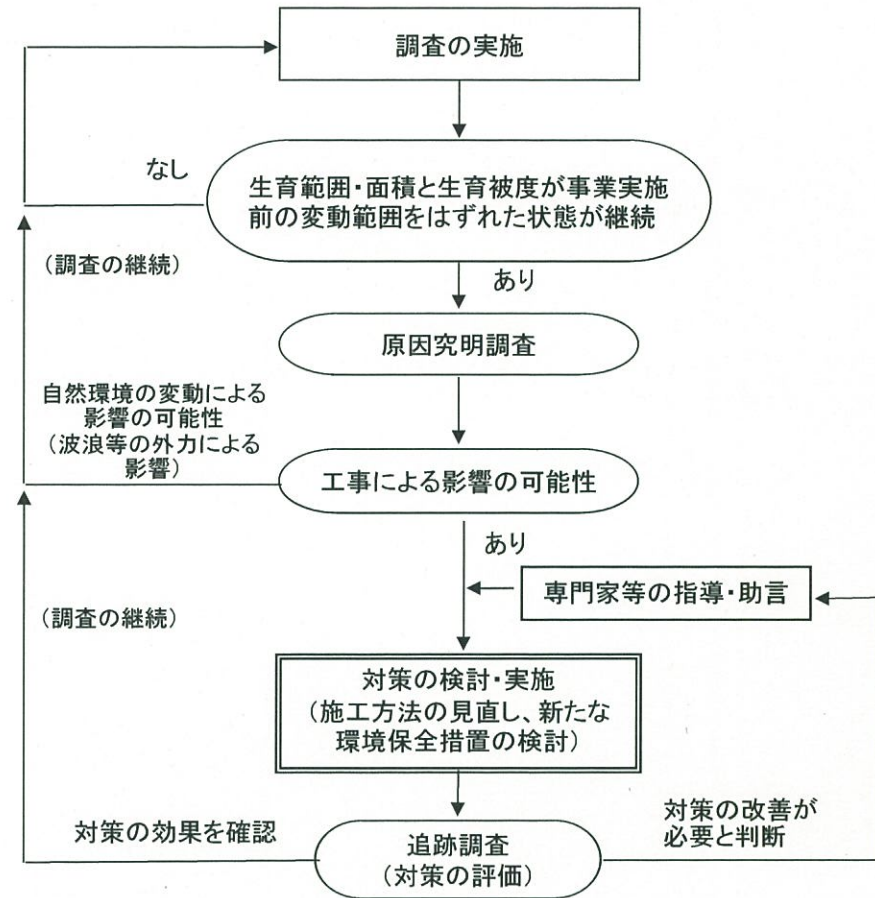 調査の実施
なし
生育範囲・面積と生育被度が事業実施
前の変動範囲をはずれた状態が継続
(調査の継続)
あり
原因究明調査
自然環境の変動による
影響の可能性
(波浪等の外力による
影響)
工事による影響の可能性
あり
専門家等の指導・助言
(調査の継続)
対策の検討・実施
(施工方法の見直し、新たな
環境保全措置の検討)
対策の効果を確認
追跡調査
(対策の評価)
対策の改善が
必要と判断